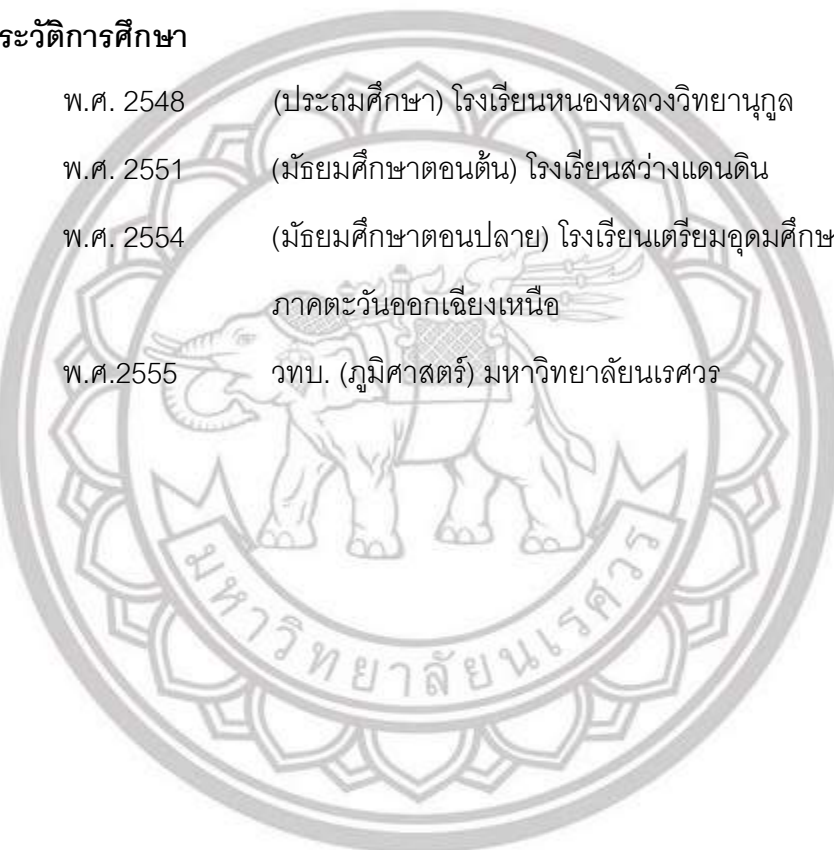 ระวัติการศึกษา
พ.ศ. 2548 (ประถมศึกษา) โรงเรียนหนองหลวงวิทยานุกูล
พ.ศ. 2551 (มัธยมศึกษาตอนต้น) โรงเรียนสว่างแดนดิน
พ.ศ. 2554 (มัธยมศึกษาตอนปลาย) โรงเรียนเตรียมอุดมศึกษ
ภาคตะวันออกเฉียงเหนือ
พ.ศ.2555 วทบ. (ภูมิศาสตร์) มหาวิทยาลัยนเรศวร
มหาวิทยาลัยนเรศวร